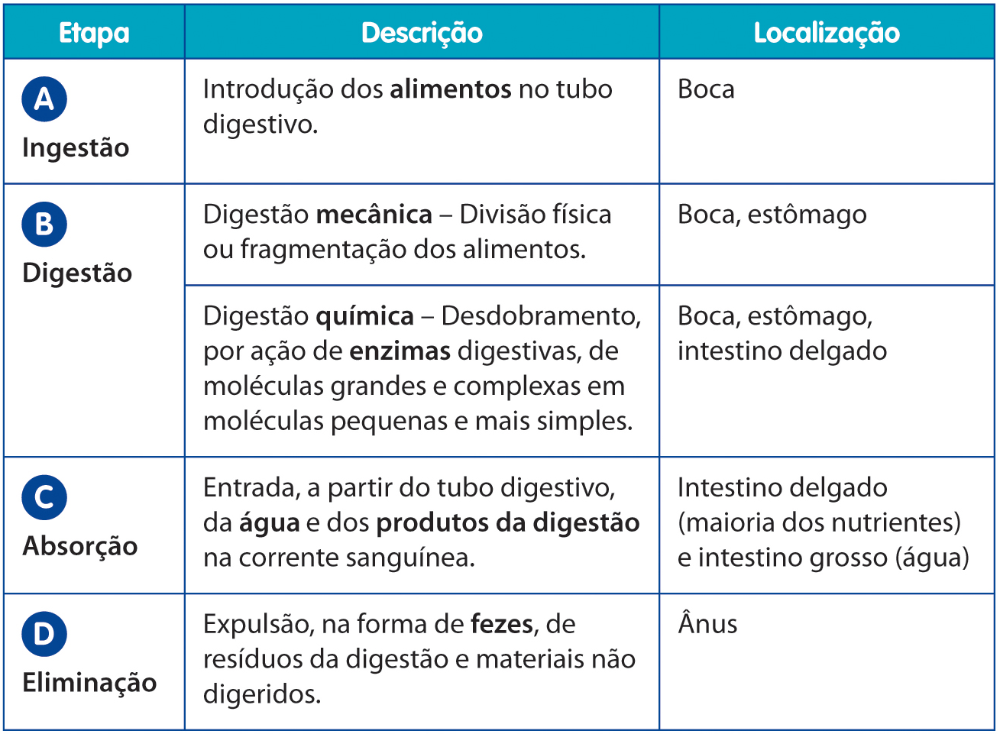 Etapa
Descrição
Localização
A
Ingestão
Introdução dos alimentos no tubo
digestivo.
Boca
B
Digestão
Digestão mecânica – Divisão física
ou fragmentação dos alimentos.
Boca, estômago
Digestão química – Desdobramento,
por ação de enzimas digestivas, de
moléculas grandes e complexas em
moléculas pequenas e mais simples.
Boca, estômago,
intestino delgado
C
Absorção
Entrada, a partir do tubo digestivo,
da água e dos produtos da digestão
na corrente sanguínea.
Intestino delgado
(maioria dos nutrientes)
e intestino grosso (água)
D
Eliminação
Expulsão, na forma de fezes, de
resíduos da digestão e materiais não
digeridos.
Ânus